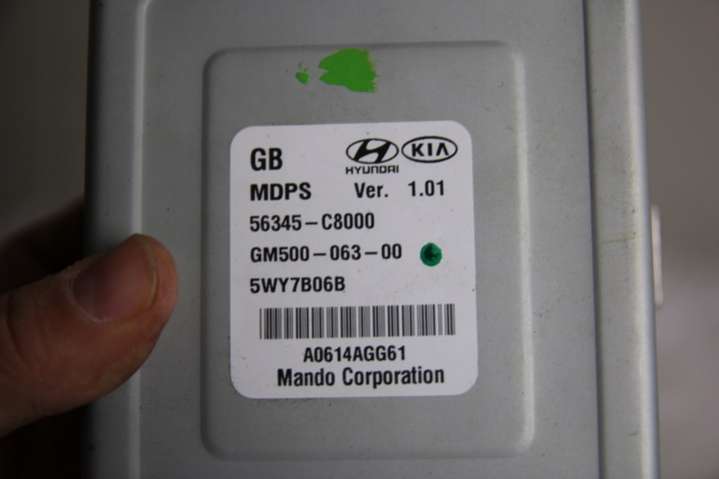 GB HYUNDAI KIA
MDPS Ver. 1.01
56345-C8000
GM500-063-00
5WY7B06B
A0614AGG61
Mando Corporation